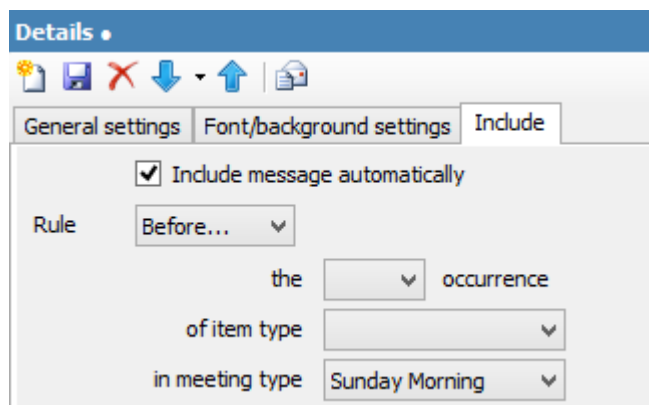 Details •
General settings Font/background settings Include
Include message automatically
Rule Before...
the occurrence
of item type
in meeting type Sunday Morning